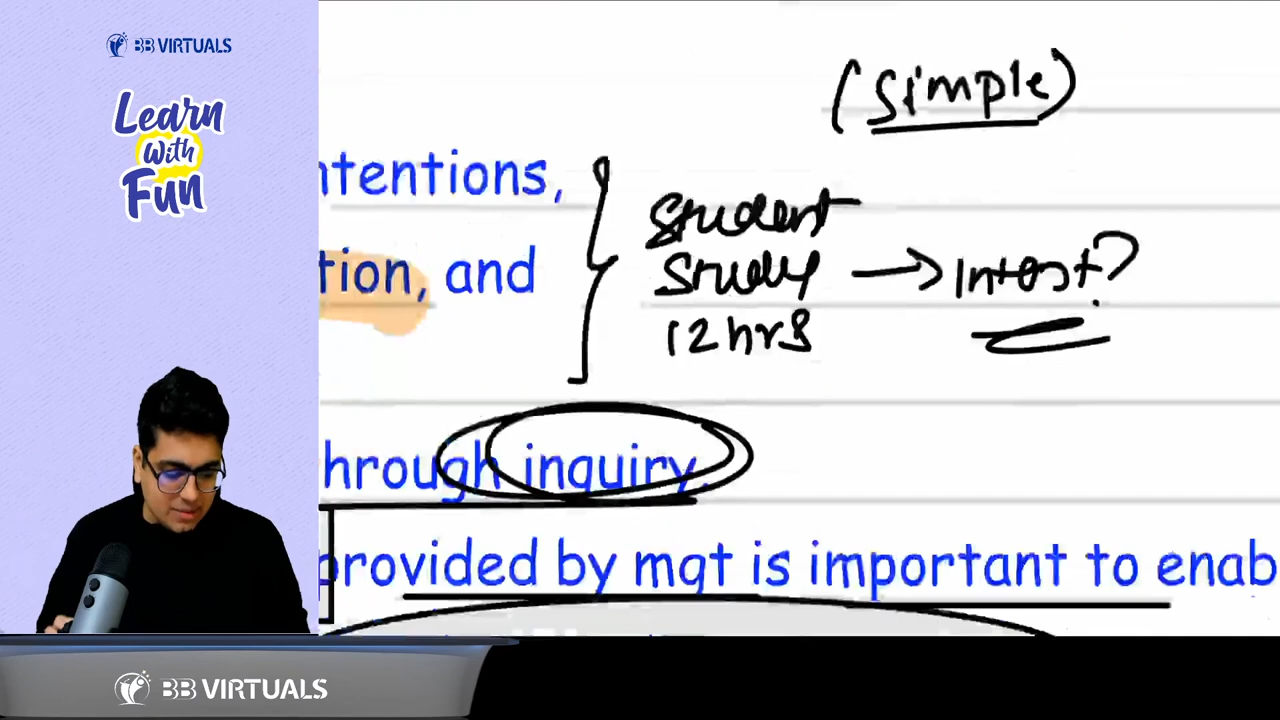 BB VIRTUALS
Learn
With
Fun
(Simple)
ntentions,
Student
tion, and
Study → Intest?
12 hrs
hrough inquiry.
provided by mgt is important to enab
BB VIRTUALS